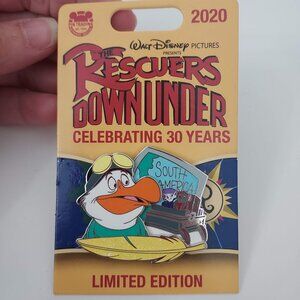 2020
Walt Disney PICTURES
PRESENTS
THE
RESCUERS
DOWN UNDER
CELEBRATING 30 YEARS
SOUTH
AMERICA
LIMITED EDITION